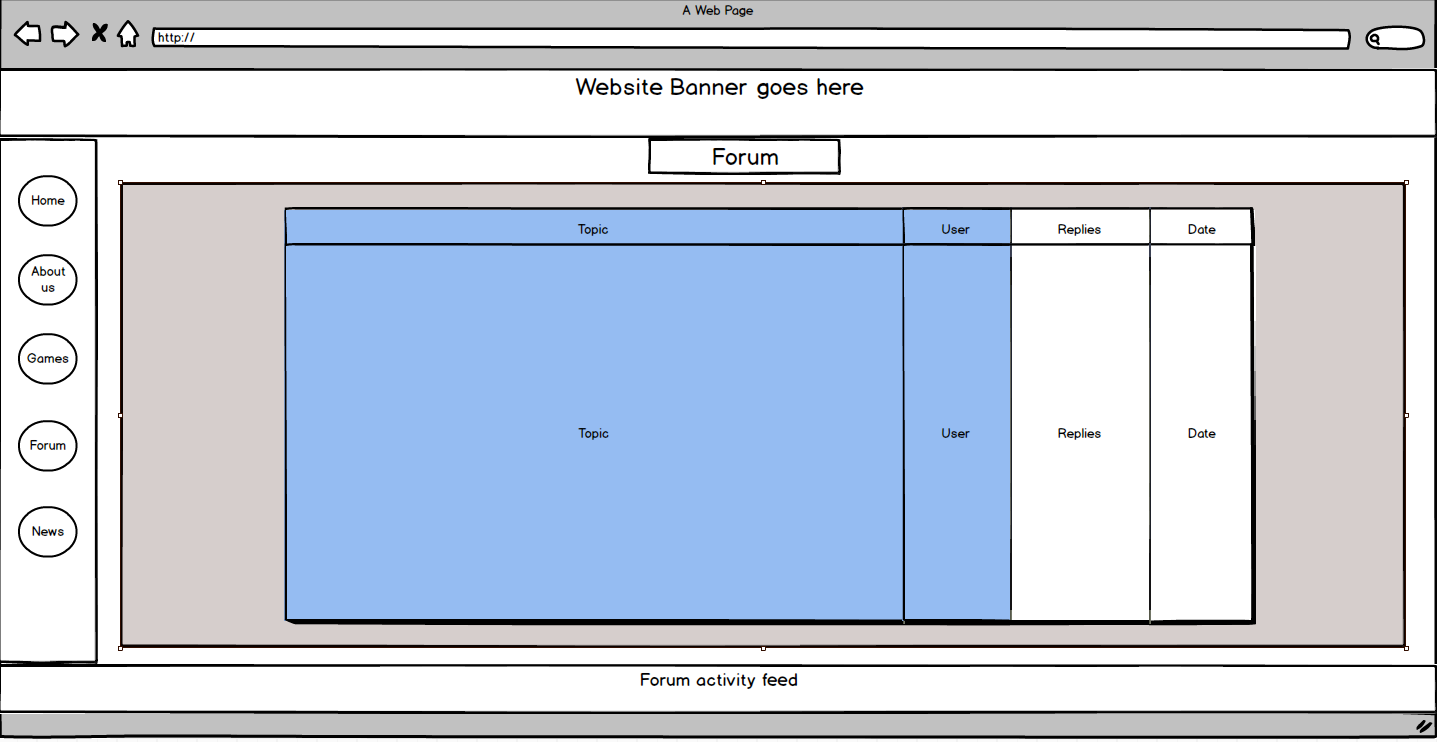 A Web Page
http://
Website Banner goes here
Forum
Home
About
us
Games
Forum
News
Topic User Replies Date
Topic User Replies Date
Forum activity feed